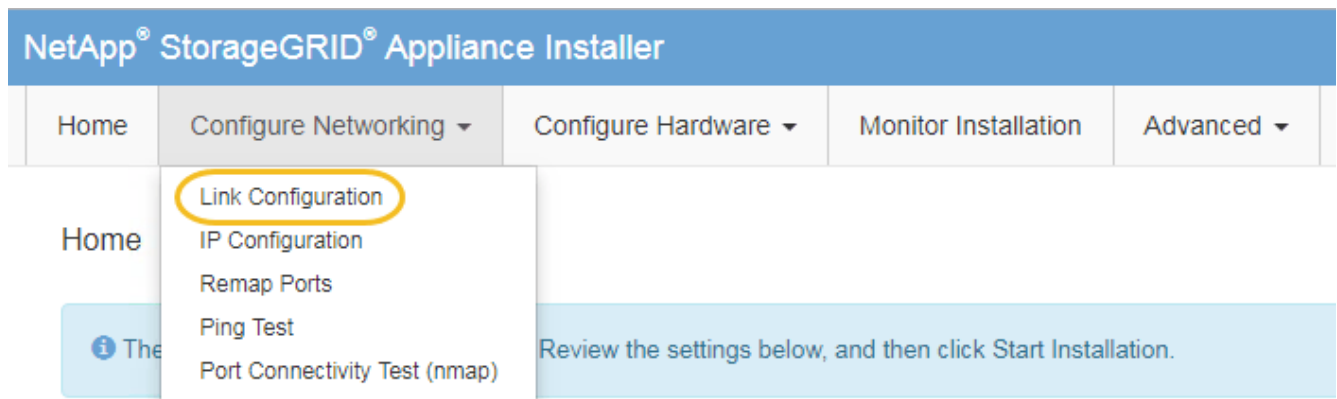 NetApp® StorageGRID® Appliance Installer
Home Configure Networking Configure Hardware Monitor Installation Advanced
Link Configuration
Home
IP Configuration
Remap Ports
Ping Test
The Review the settings below, and then click Start Installation.
Port Connectivity Test (nmap)